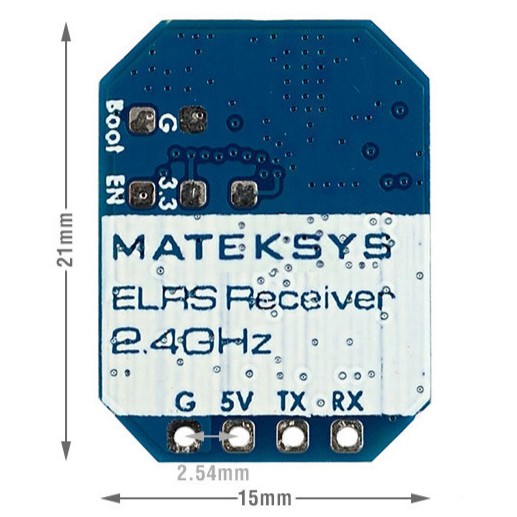 Boot
G
EN
3.3
21mm
MATEKSYS
ELRS Receiver
2.4GHz
G 5V TX RX
2.54mm
15mm